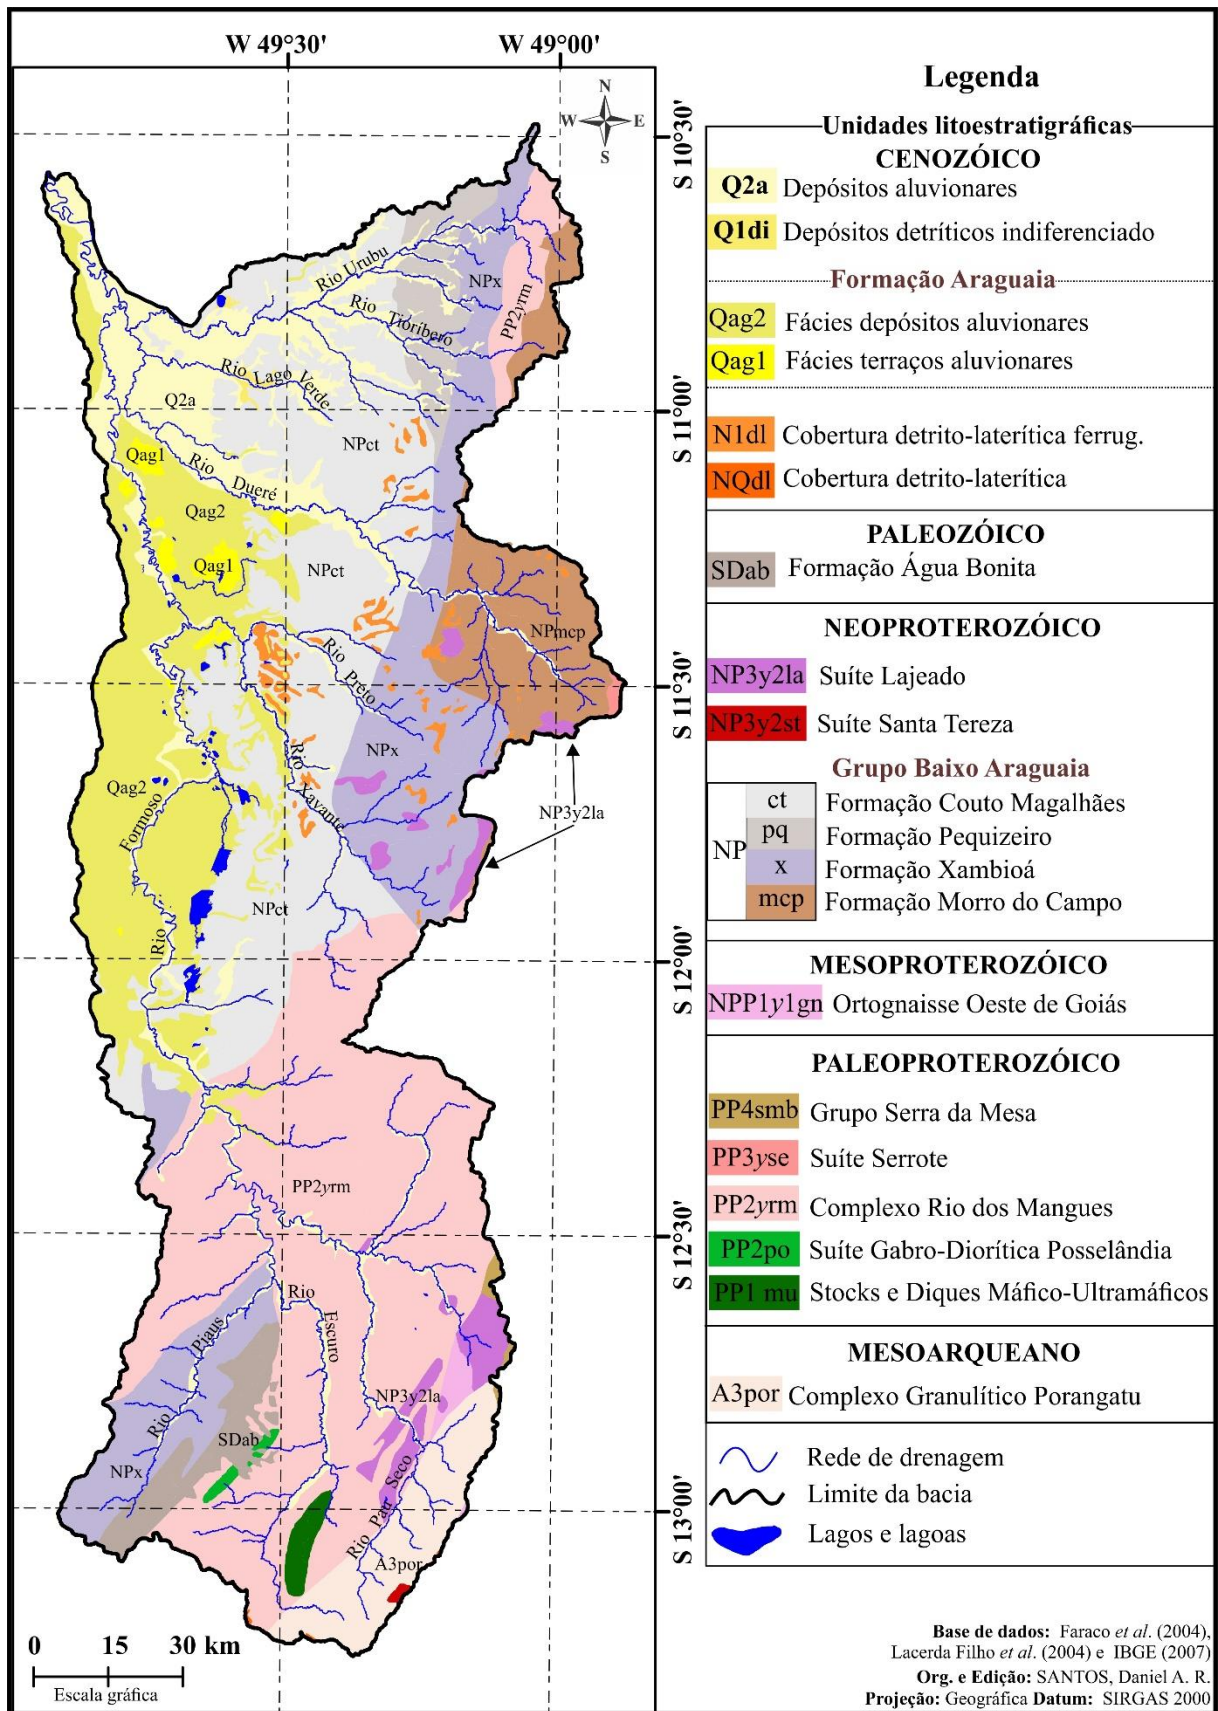 W 49°30' W 49°00'
N
W E
S
S 10°30'
Rio Urubu
NPx
Rio Tioribero
PP2yrm
Rio Lago Verde
Q2a
S 11°00'
NPct
Qag1
Rio Dueré
Qag2
Qag1
NPct
NPmcp
Rio Preto
S 11°30'
NPx
Rio Xavante
Qag2
NP3y2la
Rio Formoso
NPct
S 12°00'
PP2yrm
S 12°30'
Rio Escuro
Rio Piaus
NP3y2la
SDab
NPx
Rio Pau Seco
S 13°00'
A3por
0 15 30 km
Escala gráfica
Legenda
Unidades litoestratigráficas
CENOZÓICO
Q2a Depósitos aluvionares
Q1di Depósitos detríticos indiferenciado
Formação Araguaia
Qag2 Fácies depósitos aluvionares
Qag1 Fácies terraços aluvionares
N1dl Cobertura detrito-laterítica ferrug.
NQdl Cobertura detrito-laterítica
PALEOZÓICO
SDab Formação Água Bonita
NEOPROTEROZÓICO
NP3y2la Suíte Lajeado
NP3y2st Suíte Santa Tereza
Grupo Baixo Araguaia
NP
ct Formação Couto Magalhães
pq Formação Pequizeiro
x Formação Xambioá
mcp Formação Morro do Campo
MESOPROTEROZÓICO
NPP1y1gn Ortognaisse Oeste de Goiás
PALEOPROTEROZÓICO
PP4smb Grupo Serra da Mesa
PP3yse Suíte Serrote
PP2yrm Complexo Rio dos Mangues
PP2po Suíte Gabro-Diorítica Posselândia
PP1 mu Stocks e Diques Máfico-Ultramáficos
MESOARQUEANO
A3por Complexo Granulítico Porangatu
Rede de drenagem
Limite da bacia
Lagos e lagoas
Base de dados: Faraco et al. (2004),
Lacerda Filho et al. (2004) e IBGE (2007)
Org. e Edição: SANTOS, Daniel A. R.
Projeção: Geográfica Datum: SIRGAS 2000